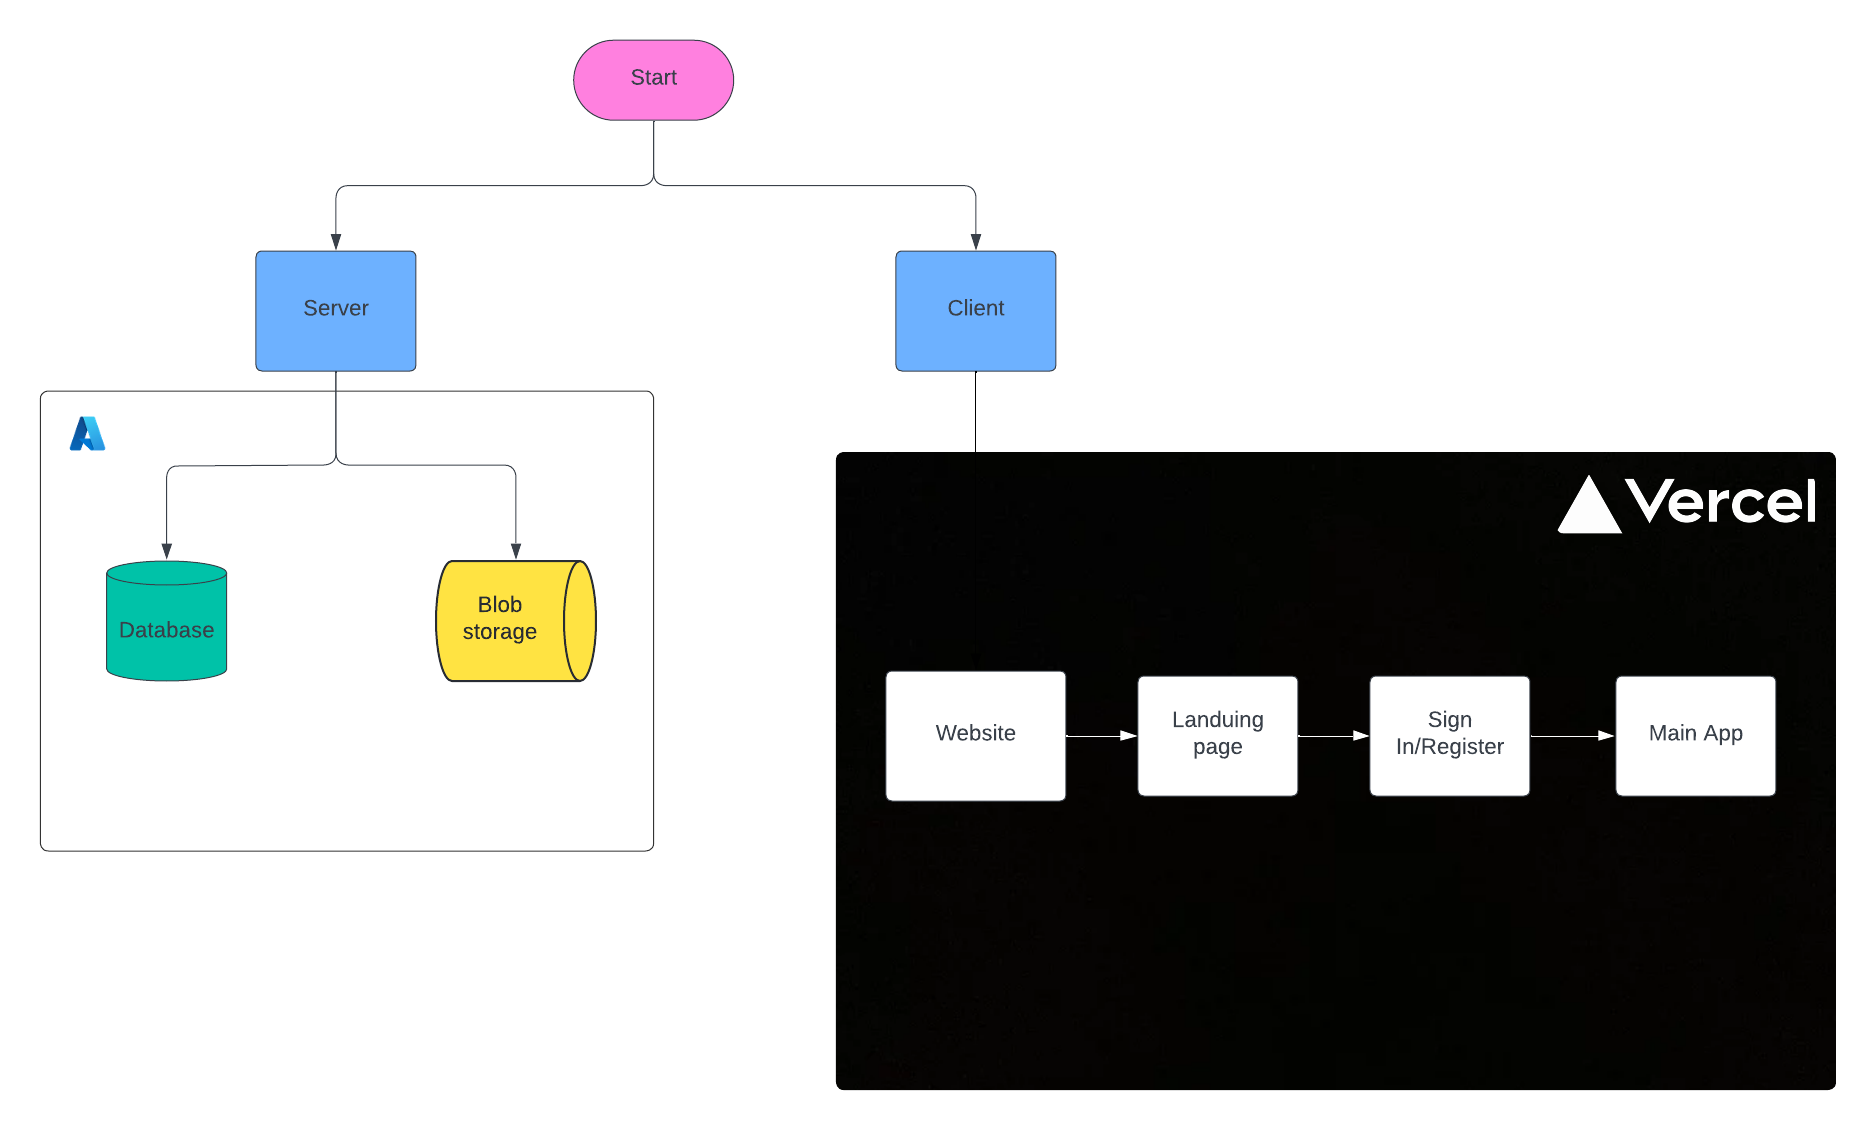 Start
Server
Client
Vercel
Database
Blob
storage
Website
Landuing
page
Sign
In/Register
Main App